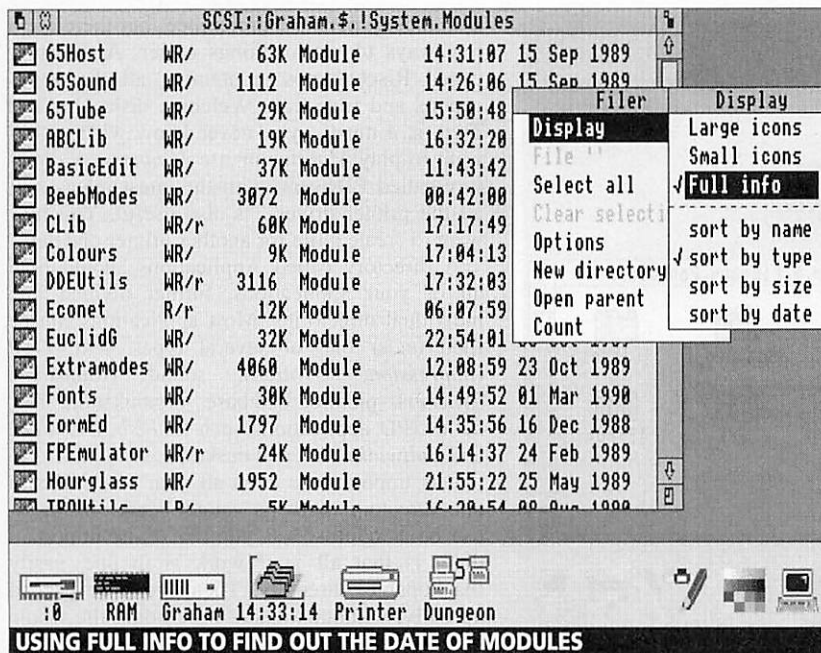 SCSI::Graham.$.!System.Modules
65Host WR/ 63K Module 14:31:07 15 Sep 1989
65Sound WR/ 1112 Module 14:26:06 15 Sep 1989
65Tube WR/ 29K Module 15:50:48
ABCLib WR/ 19K Module 16:32:20
BasicEdit WR/ 37K Module 11:43:42
BeebModes WR/ 3072 Module 00:42:00
CLib WR/r 60K Module 17:17:49
Colours WR/ 9K Module 17:04:13
DDEUtils WR/r 3116 Module 17:32:03
Econet R/r 12K Module 06:07:59
EuclidG WR/ 32K Module 22:54:01
Extramodes WR/ 4060 Module 12:08:59 23 Oct 1989
Fonts WR/ 30K Module 14:49:52 01 Mar 1990
FormEd WR/ 1797 Module 14:35:56 16 Dec 1988
FPEmulator WR/r 24K Module 16:14:37 24 Feb 1989
Hourglass WR/ 1952 Module 21:55:22 25 May 1989
Filer
Display
File ''
Select all
Clear selecti
Options
New directory
Open parent
Count
Display
Large icons
Small icons
√Full info
sort by name
√sort by type
sort by size
sort by date
:0 RAM Graham 14:33:14 Printer Dungeon
USING FULL INFO TO FIND OUT THE DATE OF MODULES